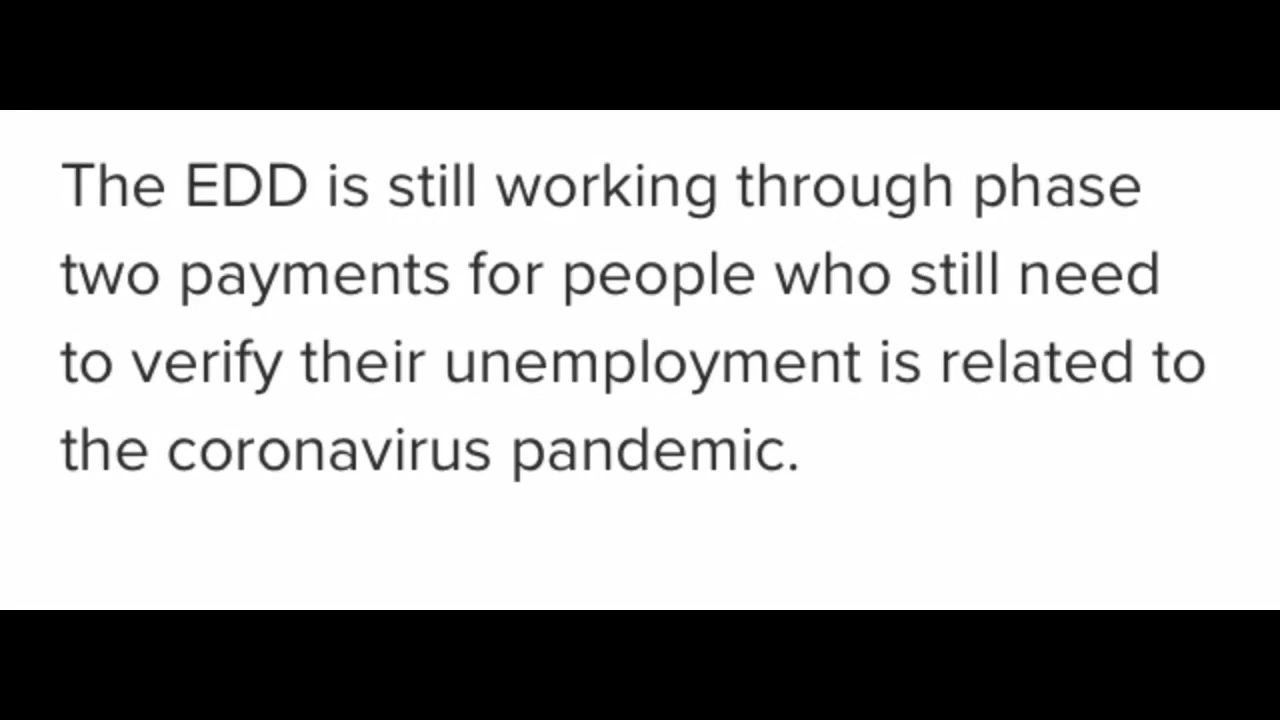 The EDD is still working through phase
two payments for people who still need
to verify their unemployment is related to
the coronavirus pandemic.